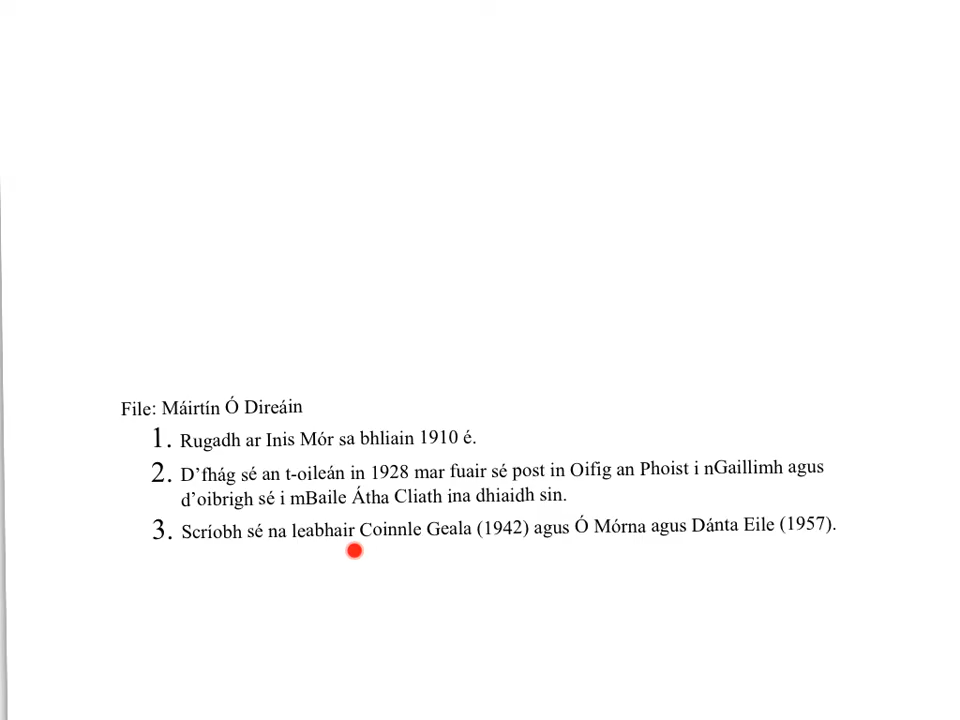 File: Máirtín Ó Direáin
1. Rugadh ar Inis Mór sa bhliain 1910 é.
2. D’fhág sé an t-oileán in 1928 mar fuair sé post in Oifig an Phoist i nGaillimh agus
d’oibrigh sé i mBaile Átha Cliath ina dhiaidh sin.
3. Scríobh sé na leabhair Coinnle Geala (1942) agus Ó Mórna agus Dánta Eile (1957).